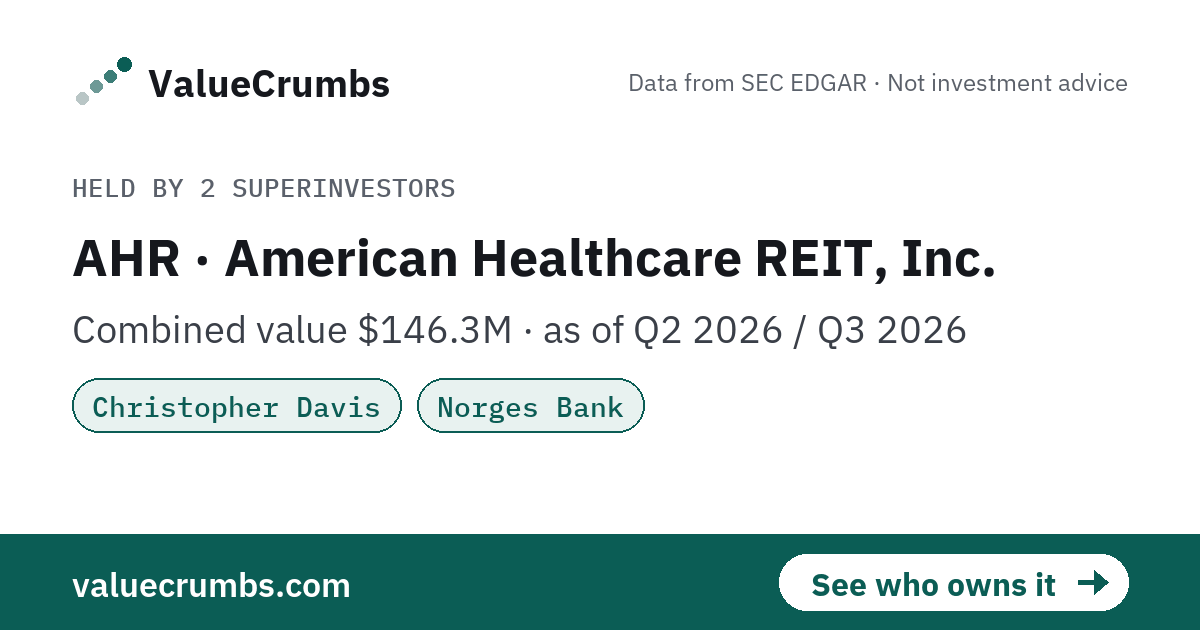 ValueCrumbs
Data from SEC EDGAR · Not investment advice
HELD BY 2 SUPERINVESTORS
AHR · American Healthcare REIT, Inc.
Combined value $146.3M · as of Q2 2026 / Q3 2026
Christopher Davis
Norges Bank
valuecrumbs.com
See who owns it →